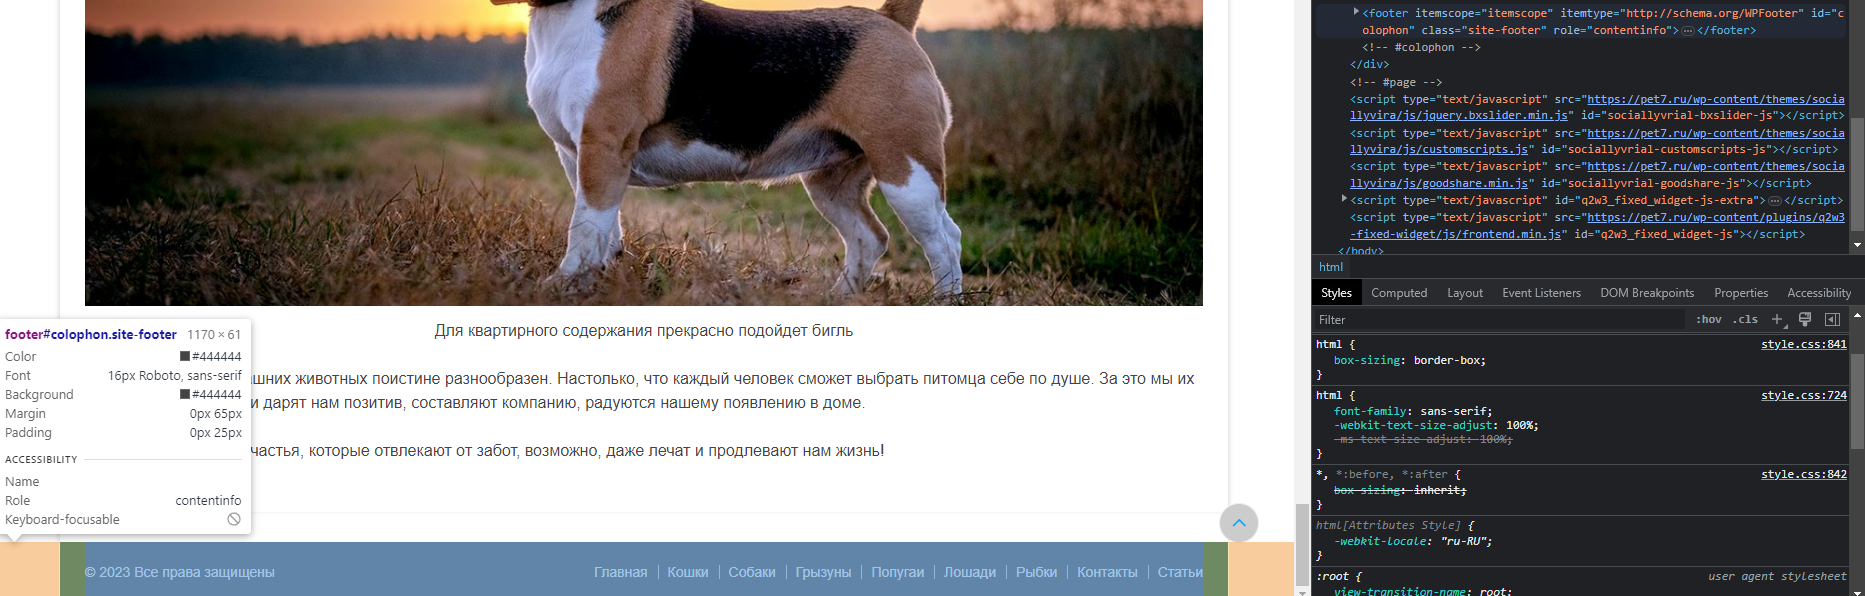 Для квартирного содержания прекрасно подойдет бигль
шних животных поистине разнообразен. Настолько, что каждый человек сможет выбрать питомца себе по душе. За это мы их
и дарят нам позитив, составляют компанию, радуются нашему появлению в доме.
частья, которые отвлекают от забот, возможно, даже лечат и продлевают нам жизнь!
footer#colophon.site-footer 1170 × 61
Color #444444
Font 16px Roboto, sans-serif
Background #444444
Margin 0px 65px
Padding 0px 25px
ACCESSIBILITY
Name
Role contentinfo
Keyboard-focusable
© 2023 Все права защищены
Главная | Кошки | Собаки | Грызуны | Попугаи | Лошади | Рыбки | Контакты | Статьи
<footer itemscope="itemscope" itemtype="http://schema.org/WPFooter" id="c
olophon" class="site-footer" role="contentinfo">…</footer>
<!-- #colophon -->
</div>
<!-- #page -->
<script type="text/javascript" src="https://pet7.ru/wp-content/themes/socia
llyvira/js/jquery.bxslider.min.js" id="sociallyvrial-bxslider-js"></script>
<script type="text/javascript" src="https://pet7.ru/wp-content/themes/socia
llyvira/js/customscripts.js" id="sociallyvrial-customscripts-js"></script>
<script type="text/javascript" src="https://pet7.ru/wp-content/themes/socia
llyvira/js/goodshare.min.js" id="sociallyvrial-goodshare-js"></script>
<script type="text/javascript" id="q2w3_fixed_widget-js-extra">…</script>
<script type="text/javascript" src="https://pet7.ru/wp-content/plugins/q2w3
-fixed-widget/js/frontend.min.js" id="q2w3_fixed_widget-js"></script>
</body>
html
Styles Computed Layout Event Listeners DOM Breakpoints Properties Accessibility
Filter :hov .cls +
html { style.css:841
box-sizing: border-box;
}
html { style.css:724
font-family: sans-serif;
-webkit-text-size-adjust: 100%;
-ms-text-size-adjust: 100%;
}
*, *:before, *:after { style.css:842
box-sizing: inherit;
}
html[Attributes Style] {
-webkit-locale: "ru-RU";
}
:root { user agent stylesheet
view-transition-name: root;